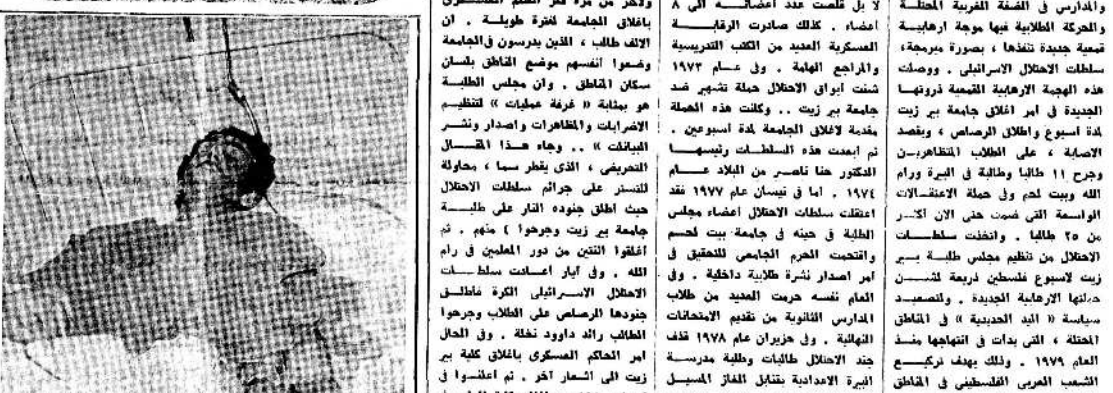 والمدارس في الضفة الغربية المحتلة
والحركة الطلابية فيها موجة ارهابية
قمعية جديدة تنفذها ، بصورة مبرمجة ،
سلطات الاحتلال الاسرائيلي . ووصلت
هذه الهجمة الارهابية القمعية ذروتها
الجديدة في امر اغلاق جامعة بير زيت
لمدة اسبوع واطلاق الرصاص ، وبقصد
الاصابة ، على الطلاب المتظاهرين
وجرح ١١ طالبا وطالبة في البيرة ورام
الله وبيت لحم وفي حملة الاعتقالات
الواسعة التي ضمت حتى الان اكثر
من ٢٥ طالبا . واتخذت سلطات
الاحتلال من تنظيم مجلس طلبة بير
زيت لاسبوع فلسطين ذريعة لشن
حملتها الارهابية الجديدة . ولتصعيد
سياسة « اليد الحديدية » في المناطق
المحتلة ، التي بدات في انتهاجها منذ
العام ١٩٧٩ . وذلك بهدف تركيع
الشعب العربي الفلسطيني في المناطق
لا بل قلصت عدد اعضائه الى ٨
اعضاء . كذلك صادرت الرقابة
العسكرية العديد من الكتب التدريسية
والمراجع الهامة . وفي عام ١٩٧٣
شنت ابواق الاحتلال حملة تشهير ضد
جامعة بير زيت .. وكانت هذه الحملة
مقدمة لاغلاق الجامعة لمدة اسبوعين .
ثم ابعدت هذه السلطات رئيسها
الدكتور حنا ناصر من البلاد عام
١٩٧٤ . اما في نيسان عام ١٩٧٧ فقد
اعتقلت سلطات الاحتلال اعضاء مجلس
الطلبة في حينه في جامعة بيت لحم
واقتحمت الحرم الجامعي للتحقيق في
امر اصدار نشرة طلابية داخلية . وفي
العام نفسه حرمت العديد من طلاب
المدارس الثانوية من تقديم الامتحانات
النهائية . وفي حزيران عام ١٩٧٨ قذف
جند الاحتلال طالبات وطلبة مدرسة
البيرة الاعدادية بقنابل الغاز المسيل
ولاكثر من مرة
باغلاق الجامعة لفترة طويلة . ان
الالف طالب ، الذين يدرسون في الجامعة
وضعوا انفسهم موضع الناطق بلسان
سكان المناطق . وان مجلس الطلبة
هو بمثابة « غرفة عمليات » لتنظيم
الاضرابات والمظاهرات واصدار ونشر
البيانات » .. وجاء هذا المقال
التحريضي ، الذي يقطر سما ، محاولة
للتستر على جرائم سلطات الاحتلال
حيث اطلق جنوده النار على طلبة
جامعة بير زيت وجرحوا ٤ منهم . ثم
اغلقوا اثنتين من دور المعلمين في رام
الله . وفي آيار اعادت سلطات
الاحتلال الاسرائيلي الكرة فاطلق
جنودها الرصاص على الطلاب وجرحوا
الطالب رائد داوود نخلة . وفي الحال
امر الحاكم العسكري باغلاق كلية بير
زيت الى اشعار آخر . ثم اعلنوا في